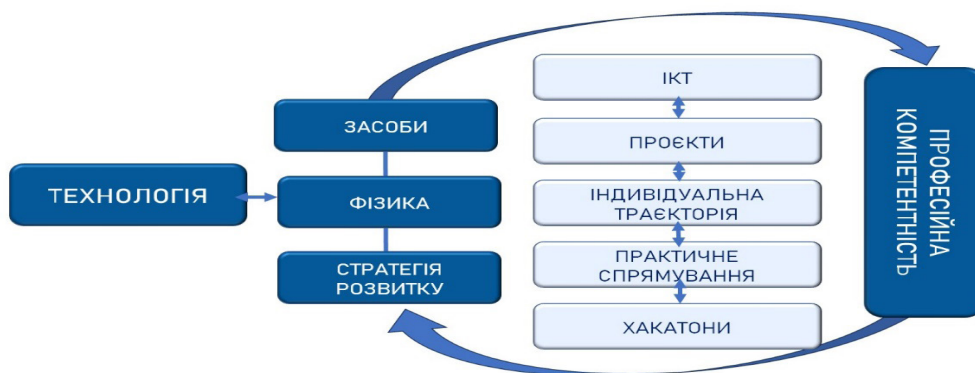 ТЕХНОЛОГІЯ
ЗАСОБИ
ФІЗИКА
СТРАТЕГІЯ
РОЗВИТКУ
ІКТ
ПРОЄКТИ
ІНДИВІДУАЛЬНА
ТРАЄКТОРІЯ
ПРАКТИЧНЕ
СПРЯМУВАННЯ
ХАКАТОНИ
ПРОФЕСІЙНА
КОМПЕТЕНТНІСТЬ